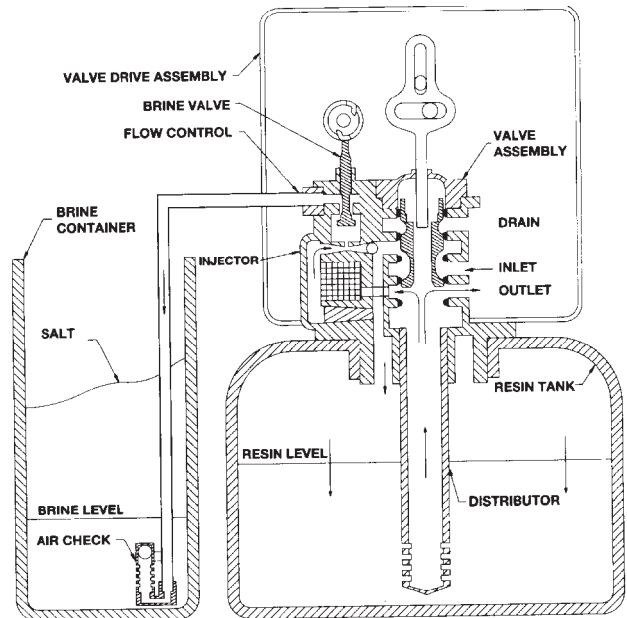 VALVE DRIVE ASSEMBLY
BRINE VALVE
FLOW CONTROL
VALVE
ASSEMBLY
BRINE
CONTAINER
DRAIN
INJECTOR
INLET
OUTLET
SALT
RESIN TANK
RESIN LEVEL
DISTRIBUTOR
BRINE LEVEL
AIR CHECK